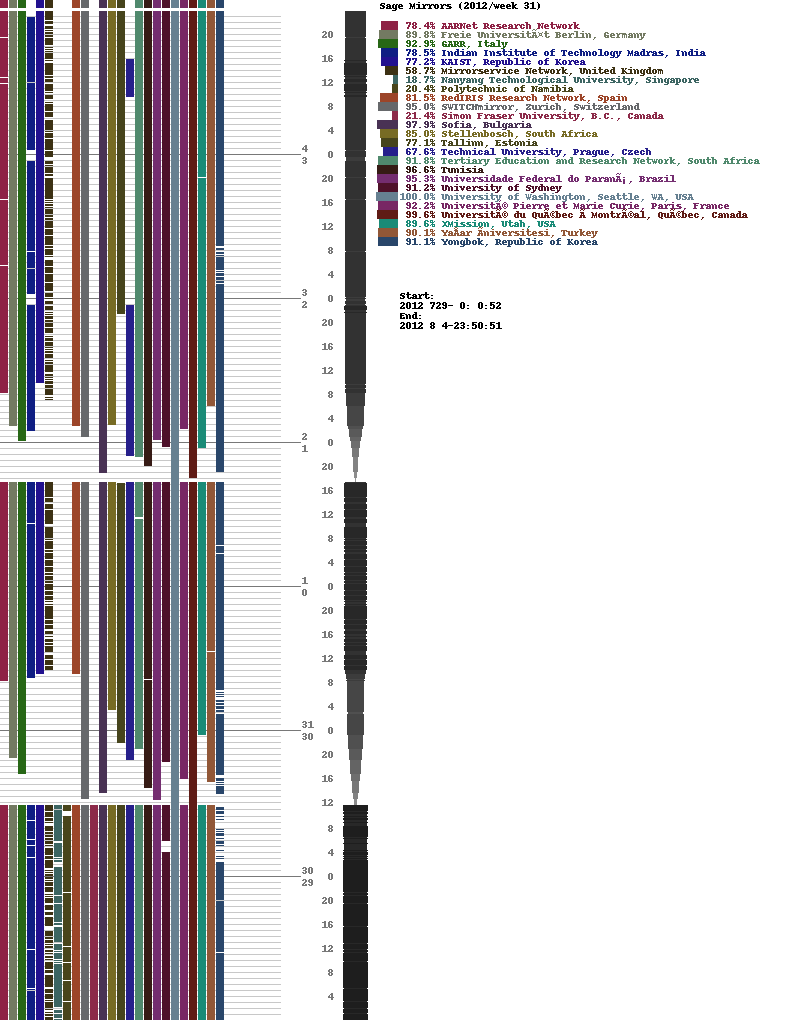 Sage Mirrors (2012/week 31)
78.4% AARNet Research Network
89.8% Freie UniversitÃ¤t Berlin, Germany
92.9% GARR, Italy
78.5% Indian Institute of Technology Madras, India
77.2% KAIST, Republic of Korea
58.7% Mirrorservice Network, United Kingdom
18.7% Nanyang Technological University, Singapore
20.4% Polytechnic of Namibia
81.5% RedIRIS Research Network, Spain
95.0% SWITCHmirror, Zurich, Switzerland
21.4% Simon Fraser University, B.C., Canada
97.9% Sofia, Bulgaria
85.0% Stellenbosch, South Africa
77.1% Tallinn, Estonia
67.6% Technical University, Prague, Czech
91.8% Tertiary Education and Research Network, South Africa
96.6% Tunisia
95.3% Universidade Federal do ParanÃ¡, Brazil
91.2% University of Sydney
100.0% University of Washington, Seattle, WA, USA
92.2% UniversitÃ© Pierre et Marie Curie, Paris, France
99.6% UniversitÃ© du QuÃ©bec Ã MontrÃ©al, QuÃ©bec, Canada
89.6% XMission, Utah, USA
90.1% YaÅar Ãniversitesi, Turkey
91.1% Yongbok, Republic of Korea
Start:
2012 729- 0: 0:52
End:
2012 8 4-23:50:51
20
16
12
8
4
4
0
3
20
16
12
8
4
3
0
2
20
16
12
8
4
2
0
1
20
16
12
8
4
1
0
0
20
16
12
8
4
31
0
30
20
16
12
8
4
30
0
29
20
16
12
8
4